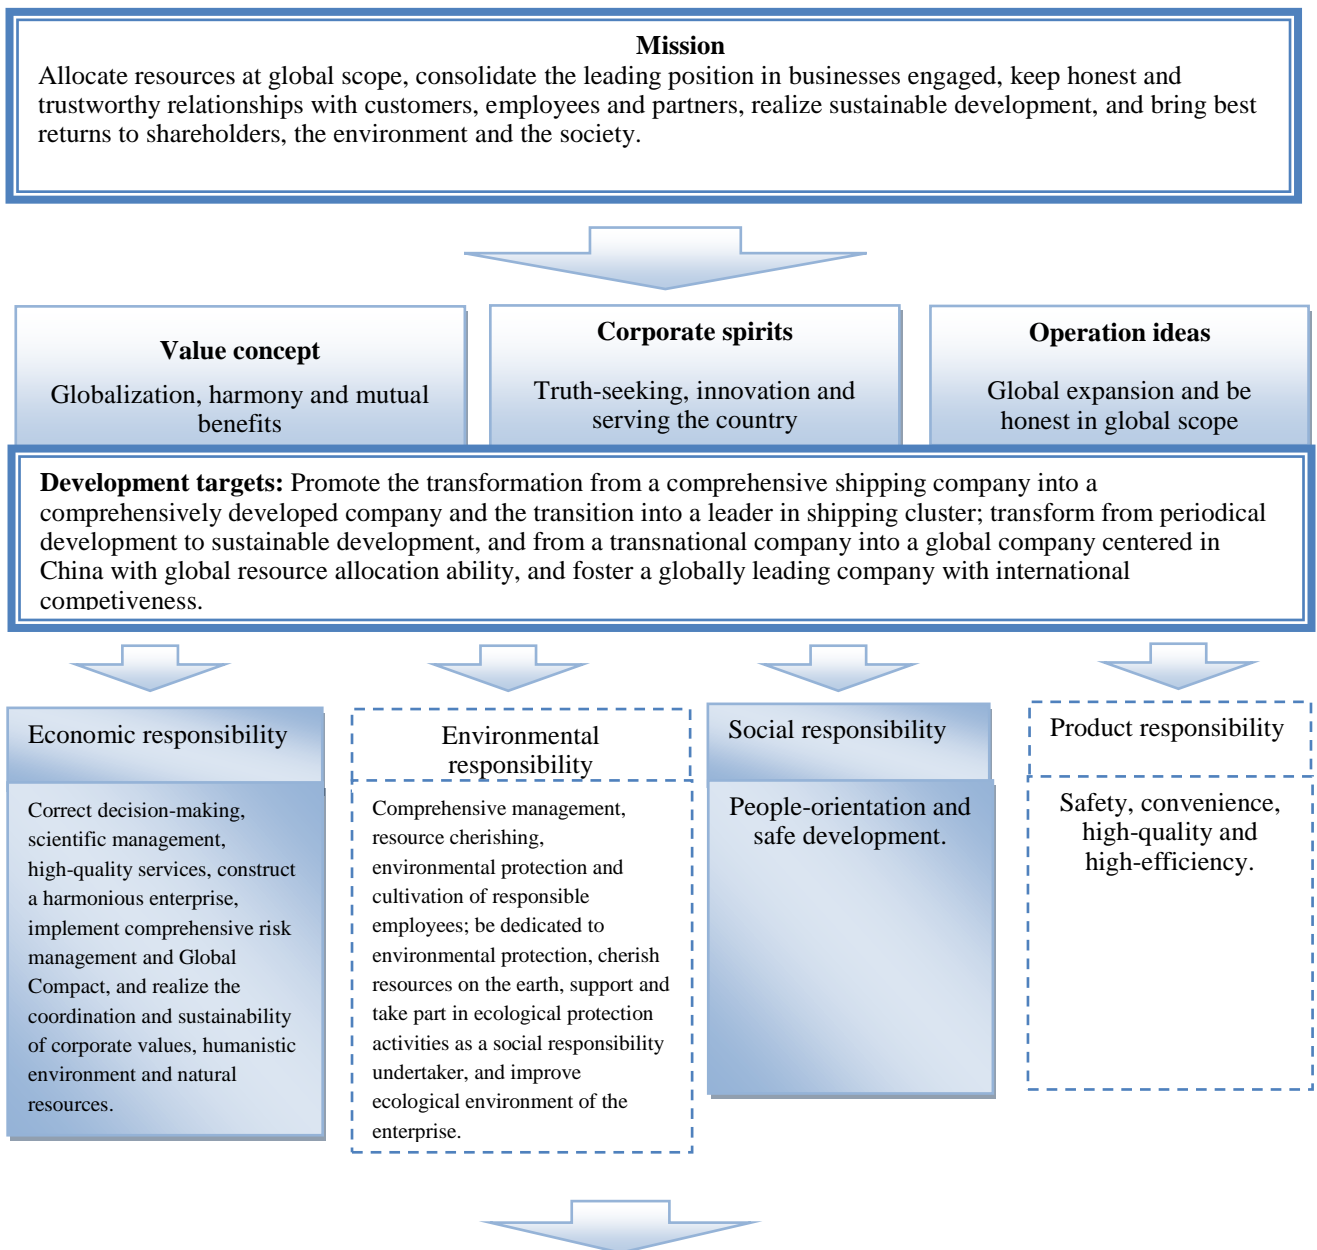 Mission
Allocate resources at global scope, consolidate the leading position in businesses engaged, keep honest and
trustworthy relationships with customers, employees and partners, realize sustainable development, and bring best
returns to shareholders, the environment and the society.
Value concept
Globalization, harmony and mutual
benefits
Corporate spirits
Truth-seeking, innovation and
serving the country
Operation ideas
Global expansion and be
honest in global scope
Development targets: Promote the transformation from a comprehensive shipping company into a
comprehensively developed company and the transition into a leader in shipping cluster; transform from periodical
development to sustainable development, and from a transnational company into a global company centered in
China with global resource allocation ability, and foster a globally leading company with international
competiveness.
Economic responsibility
Correct decision-making,
scientific management,
high-quality services, construct
a harmonious enterprise,
implement comprehensive risk
management and Global
Compact, and realize the
coordination and sustainability
of corporate values, humanistic
environment and natural
resources.
Environmental
responsibility
Comprehensive management,
resource cherishing,
environmental protection and
cultivation of responsible
employees; be dedicated to
environmental protection, cherish
resources on the earth, support and
take part in ecological protection
activities as a social responsibility
undertaker, and improve
ecological environment of the
enterprise.
Social responsibility
People-orientation and
safe development.
Product responsibility
Safety, convenience,
high-quality and
high-efficiency.